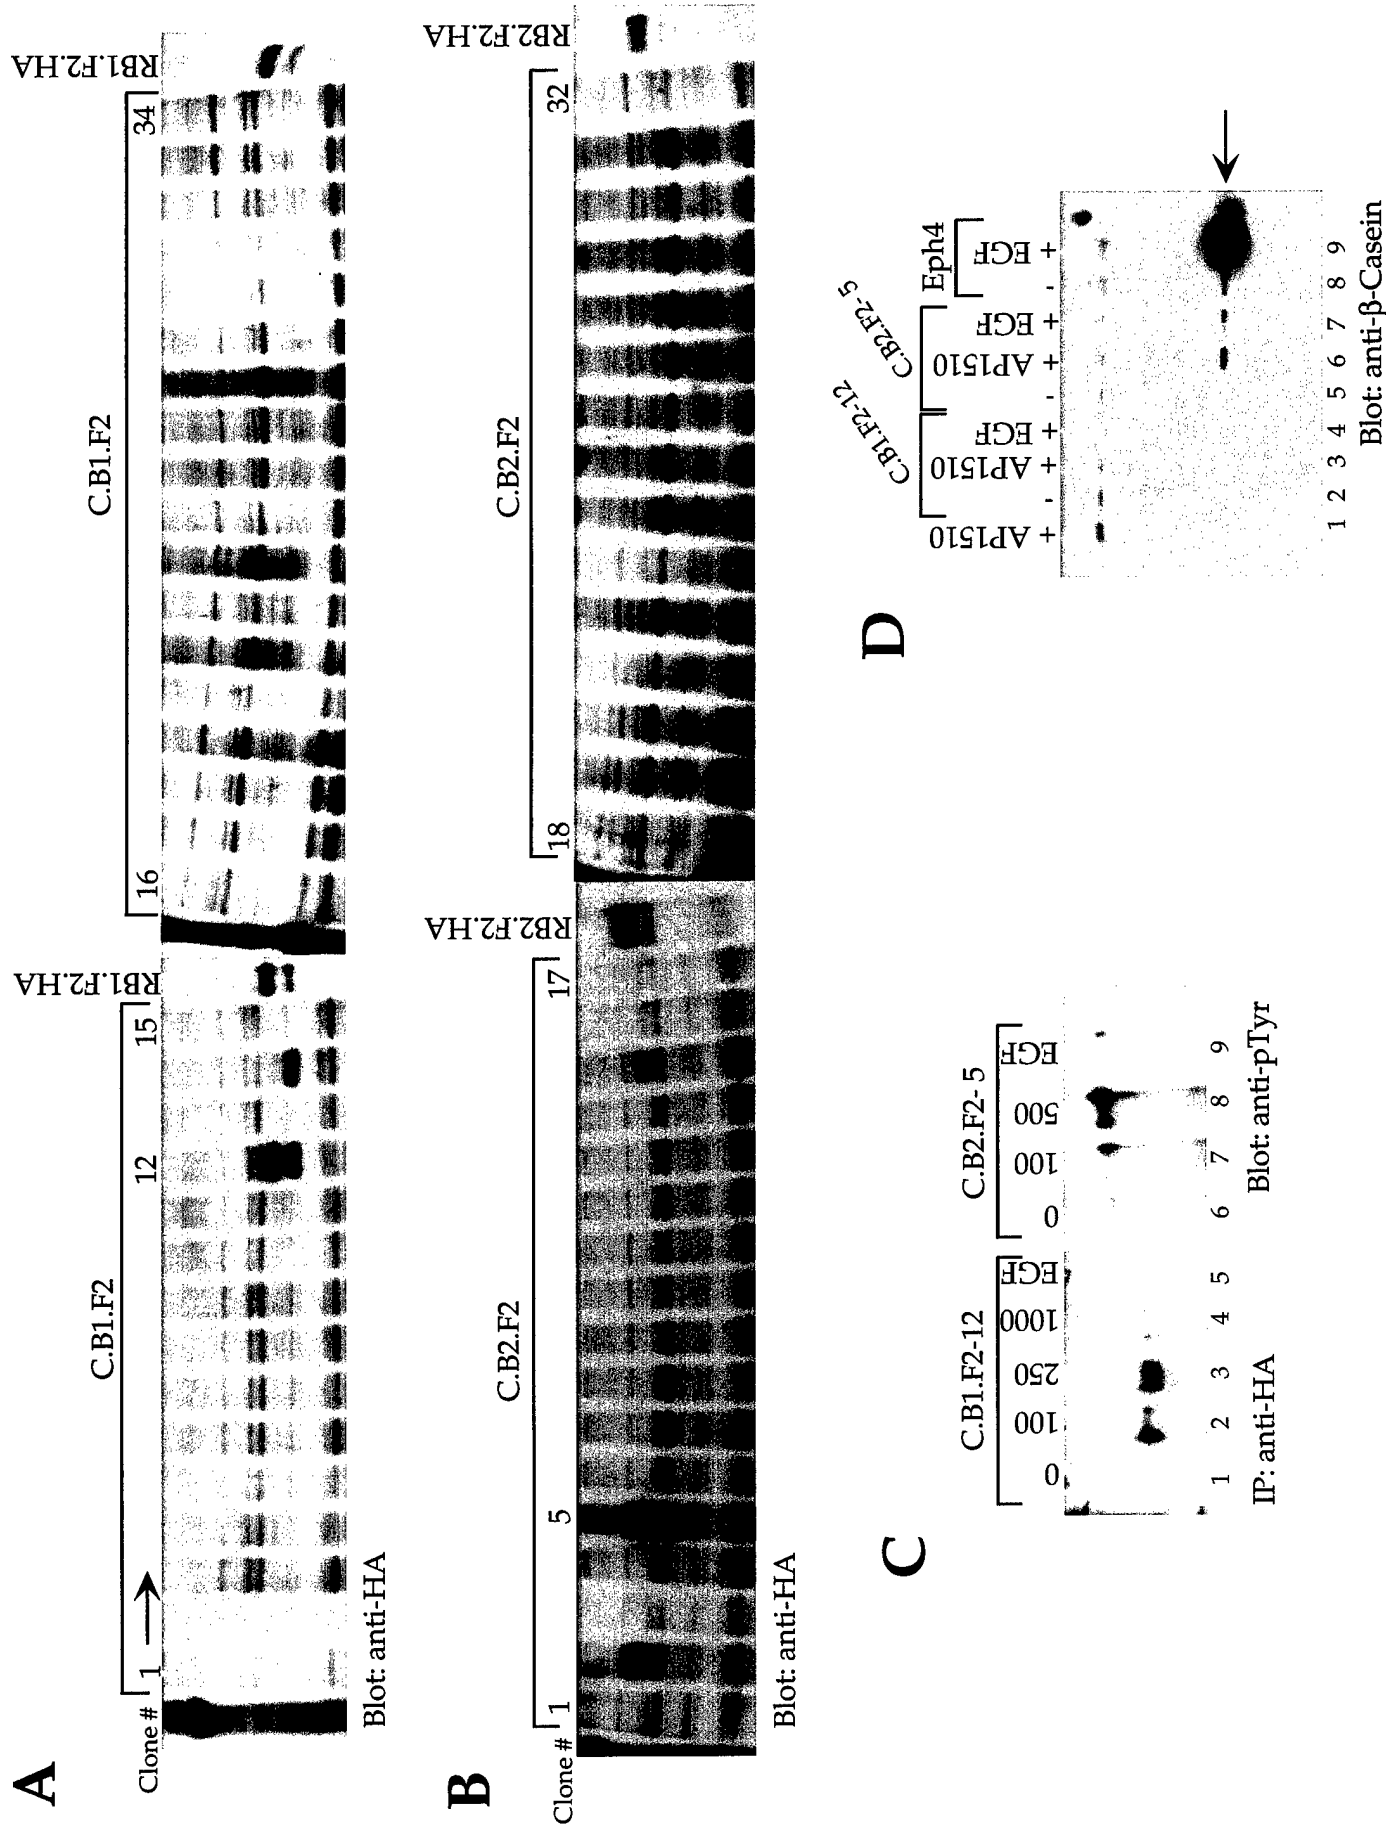 A
C.B1.F2
C.B1.F2
Clone # 1 12 15 RB1.F2.HA 16 34 RB1.F2.HA
Blot: anti-HA
B
C.B2.F2
C.B2.F2
Clone # 1 5 17 RB2.F2.HA 18 32 RB2.F2.HA
Blot: anti-HA
C
C.B1.F2-12 C.B2.F2- 5
0 100 250 1000 EGF 0 100 500 EGF
1 2 3 4 5 6 7 8 9
IP: anti-HA Blot: anti-pTyr
D
C.B1.F2-12 C.B2.F2- 5 Eph4
AP1510 AP1510 EGF AP1510 EGF EGF
+ - + + - + + - +
1 2 3 4 5 6 7 8 9
Blot: anti-β-Casein